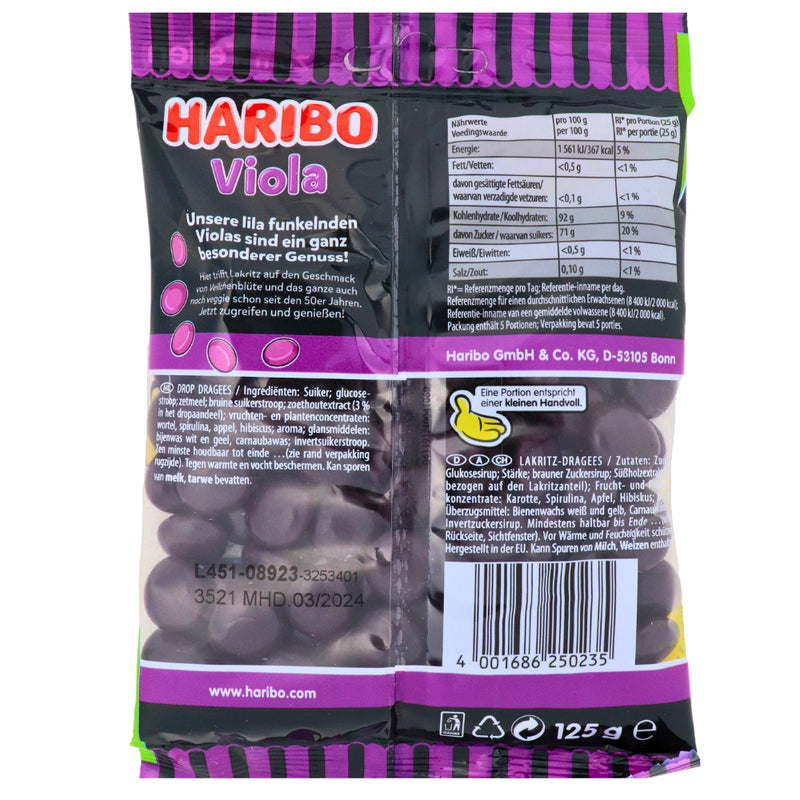 HARIBO
Viola
Unsere lila funkelnden
Violas sind ein ganz
besonderer Genuss!
Hier trifft Lakritz auf den Geschmack
von Veilchenblüte und das ganze auch
noch veggie schon seit den 50er Jahren.
Jetzt zugreifen und genießen!
Nährwerte pro 100 g RI* pro Portion (25 g)
Voedingswaarde per 100 g RI* per portie (25 g)
Energie: 1 561 kJ/367 kcal 5 %
Fett/Vetten: <0,5 g <1 %
davon gesättigte Fettsäuren/
waarvan verzadigde vetzuren: <0,1 g <1 %
Kohlenhydrate/Koolhydraten: 92 g 9 %
davon Zucker/waarvan suikers: 71 g 20 %
Eiweiß/Eiwitten: <0,5 g <1 %
Salz/Zout: 0,10 g <1 %
RI*= Referenzmenge pro Tag; Referentie-inname per dag.
Referenzmenge für einen durchschnittlichen Erwachsenen (8 400 kJ/2 000 kcal);
Referentie-inname van een gemiddelde volwassene (8 400 kJ/2 000 kcal).
Packung enthält 5 Portionen; Verpakking bevat 5 porties.
Haribo GmbH & Co. KG, D-53105 Bonn
NL DROP DRAGEES / Ingrediënten: Suiker; glucose-
stroop; zetmeel; bruine suikerstroop; zoethoutextract (3 %
in het dropaandeel); vruchten- en plantenconcentraten:
wortel, spirulina, appel, hibiscus; aroma; glansmiddelen:
bijenwas wit en geel, carnaubawas; invertsuikerstroop.
Ten minste houdbaar tot einde …(zie rand verpakking
rugzijde). Tegen warmte en vocht beschermen. Kan sporen
van melk, tarwe bevatten.
Eine Portion entspricht
einer kleinen Handvoll.
D A CH LAKRITZ-DRAGEES / Zutaten:
Glukosesirup; Stärke; brauner Zuckersirup; Süßholzextrakt
bezogen auf den Lakritzanteil); Frucht- und
konzentrate: Karotte, Spirulina, Apfel, Hibiskus;
Überzugsmittel: Bienenwachs weiß und gelb,
Invertzuckersirup. Mindestens haltbar bis Ende …
Rückseite, Sichtfenster). Vor Wärme und Feuchtigkeit
Hergestellt in der EU. Kann Spuren von Milch, Weizen
L451-08923-3253401
3521 MHD.03/2024
4 001686 250235
www.haribo.com
125 g e